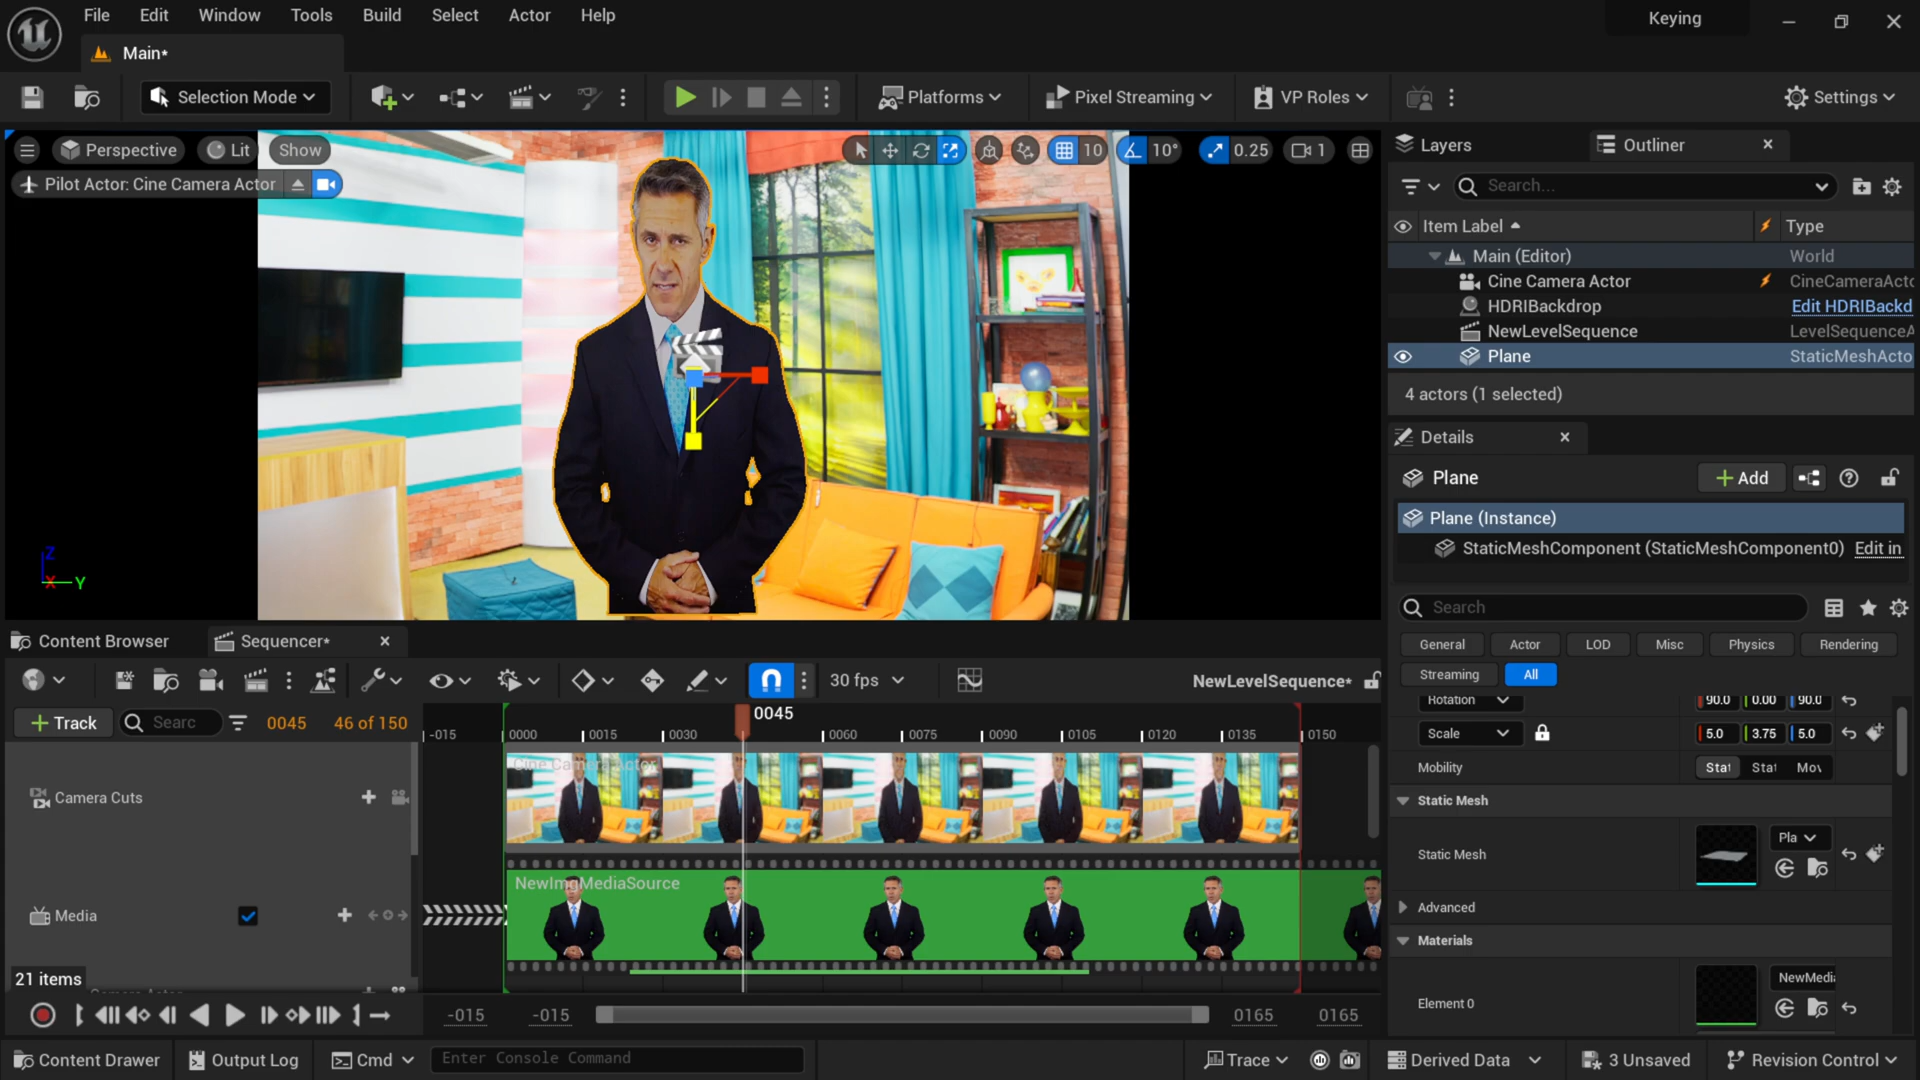 File Edit Window Tools Build Select Actor Help
Keying
Main*
Selection Mode
Platforms
Pixel Streaming
VP Roles
Settings
Perspective Lit Show
10 10° 0.25 1
Pilot Actor: Cine Camera Actor
Z
X Y
Layers
Outliner
Search...
Item Label Type
Main (Editor) World
Cine Camera Actor CineCameraActo
HDRIBackdrop Edit HDRIBackd
NewLevelSequence LevelSequenceA
Plane StaticMeshActo
4 actors (1 selected)
Details
Plane
Add
Plane (Instance)
StaticMeshComponent (StaticMeshComponent0) Edit in
Search
General Actor LOD Misc Physics Rendering
Streaming All
Rotation 90.0 0.00 90.0
Scale 5.0 3.75 5.0
Mobility Stat Stat Mov
Static Mesh
Static Mesh Pla
Advanced
Materials
NewMedia
Element 0
Content Browser
Sequencer*
30 fps
NewLevelSequence*
Track Searc 0045 46 of 150
0045
-015 0000 0015 0030 0060 0075 0090 0105 0120 0135 0150
Cine Camera Actor
Camera Cuts
NewImgMediaSource
Media
21 items
-015 -015 0165 0165
Content Drawer Output Log Cmd Enter Console Command Trace Derived Data 3 Unsaved Revision Control